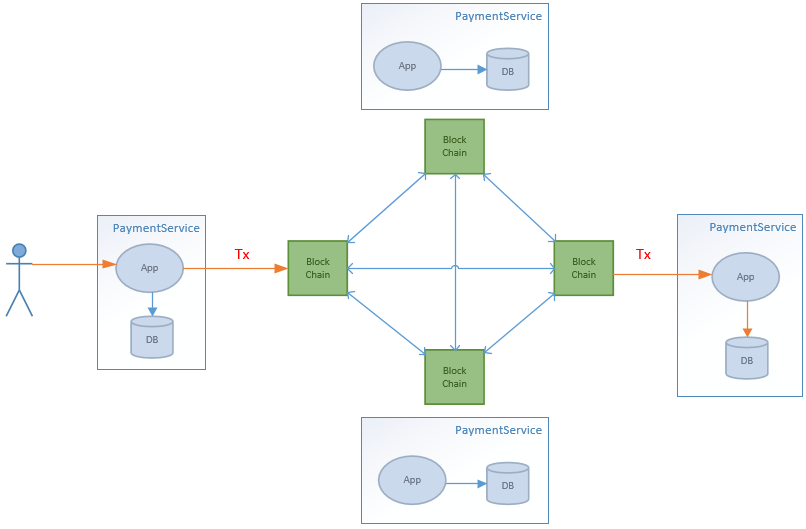 PaymentService
App
DB
Block
Chain
PaymentService
App
DB
Tx
Block
Chain
Block
Chain
Tx
PaymentService
App
DB
Block
Chain
PaymentService
App
DB